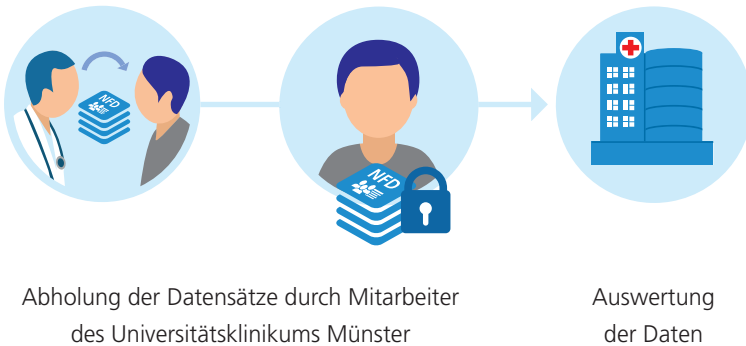 NFD
NFD
Abholung der Datensätze durch Mitarbeiter
des Universitätsklinikums Münster
Auswertung
der Daten